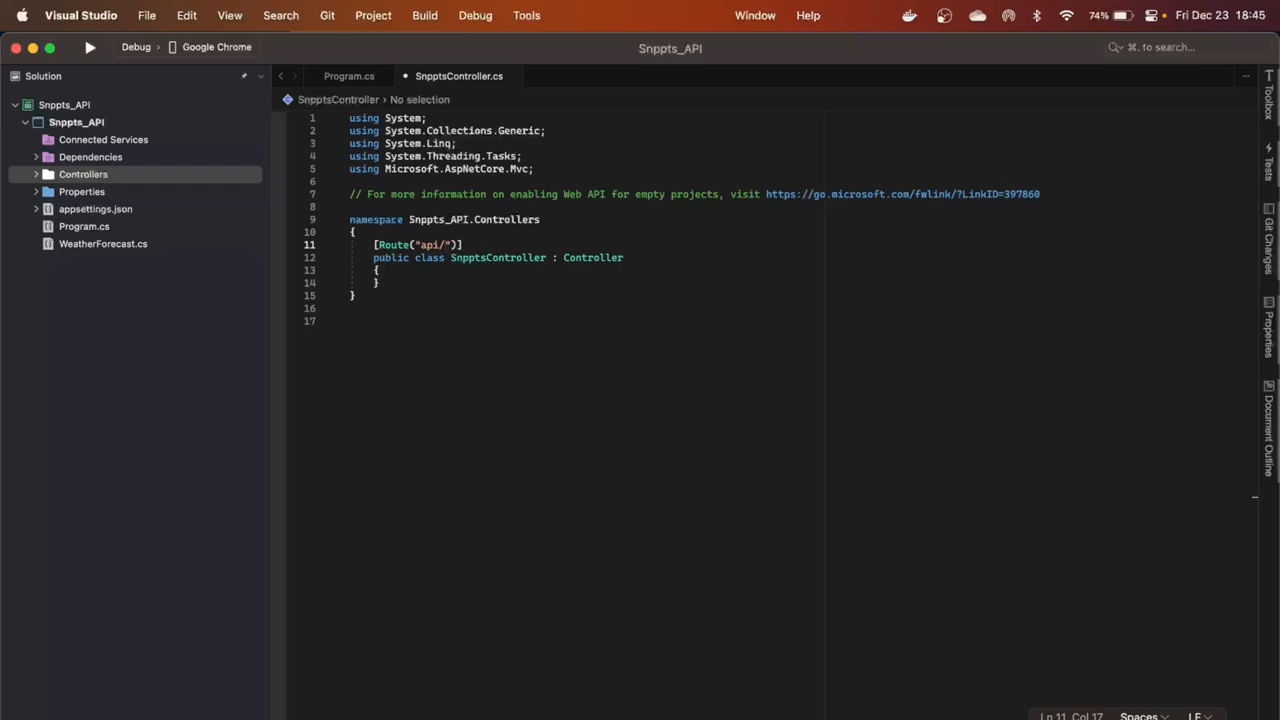 Visual Studio File Edit View Search Git Project Build Debug Tools Window Help 74% Fri Dec 23 18:45
Debug › Google Chrome Snppts_API ⌘. to search...
Solution Program.cs SnpptsController.cs
SnpptsController › No selection
Snppts_API
Snppts_API
Connected Services
Dependencies
Controllers
Properties
appsettings.json
Program.cs
WeatherForecast.cs
1 using System;
2 using System.Collections.Generic;
3 using System.Linq;
4 using System.Threading.Tasks;
5 using Microsoft.AspNetCore.Mvc;
6
7 // For more information on enabling Web API for empty projects, visit https://go.microsoft.com/fwlink/?LinkID=397860
8
9 namespace Snppts_API.Controllers
10 {
11 [Route("api/")]
12 public class SnpptsController : Controller
13 {
14 }
15 }
16
17
Toolbox
Tests
Git Changes
Properties
Document Outline
Ln 11, Col 17 Spaces LF